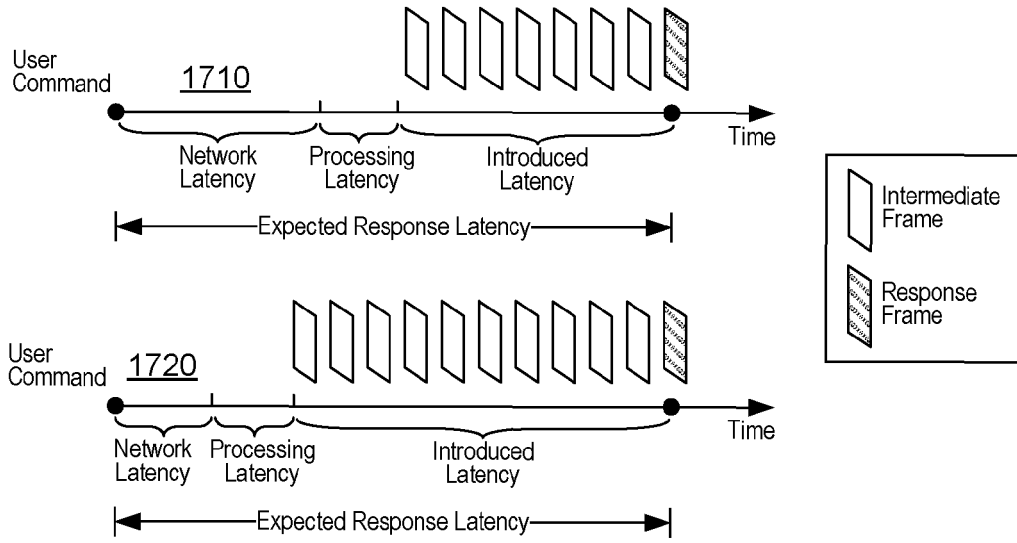 User
Command
1710
Time
Network
Latency
Processing
Latency
Introduced
Latency
Expected Response Latency
Intermediate
Frame
Response
Frame
User
Command
1720
Time
Network
Latency
Processing
Latency
Introduced
Latency
Expected Response Latency